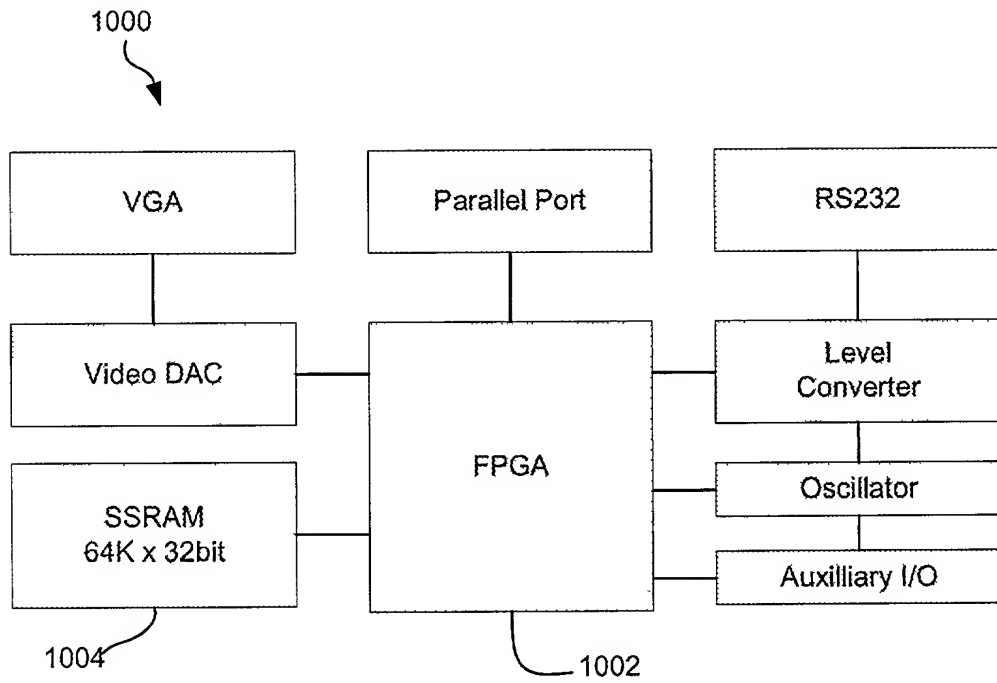 1000
VGA
Parallel Port
RS232
Video DAC
Level
Converter
FPGA
SSRAM
64K x 32bit
Oscillator
Auxilliary I/O
1004
1002